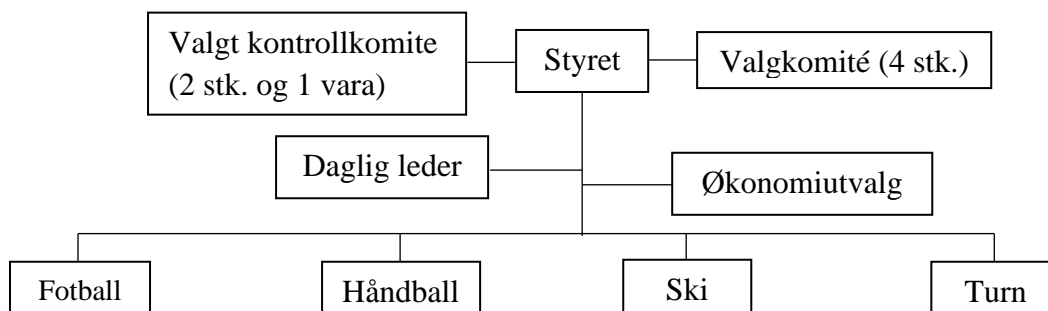 Valgt kontrollkomite
(2 stk. og 1 vara)
Styret
Valgkomité (4 stk.)
Daglig leder
Økonomiutvalg
Fotball
Håndball
Ski
Turn